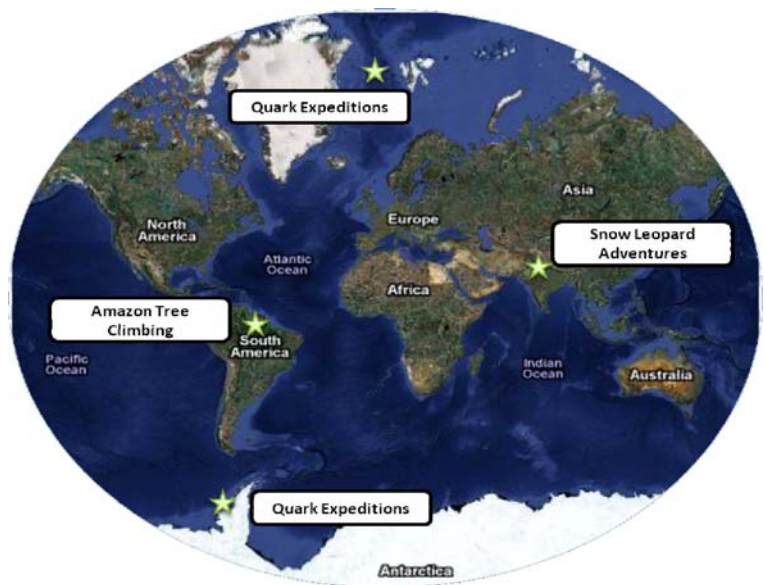 Quark Expeditions
Asia
North
America
Europe
Snow Leopard
Adventures
Atlantic
Ocean
Africa
Amazon Tree
Climbing
South
America
Pacific
Ocean
Indian
Ocean
Australia
Quark Expeditions
Antarctica